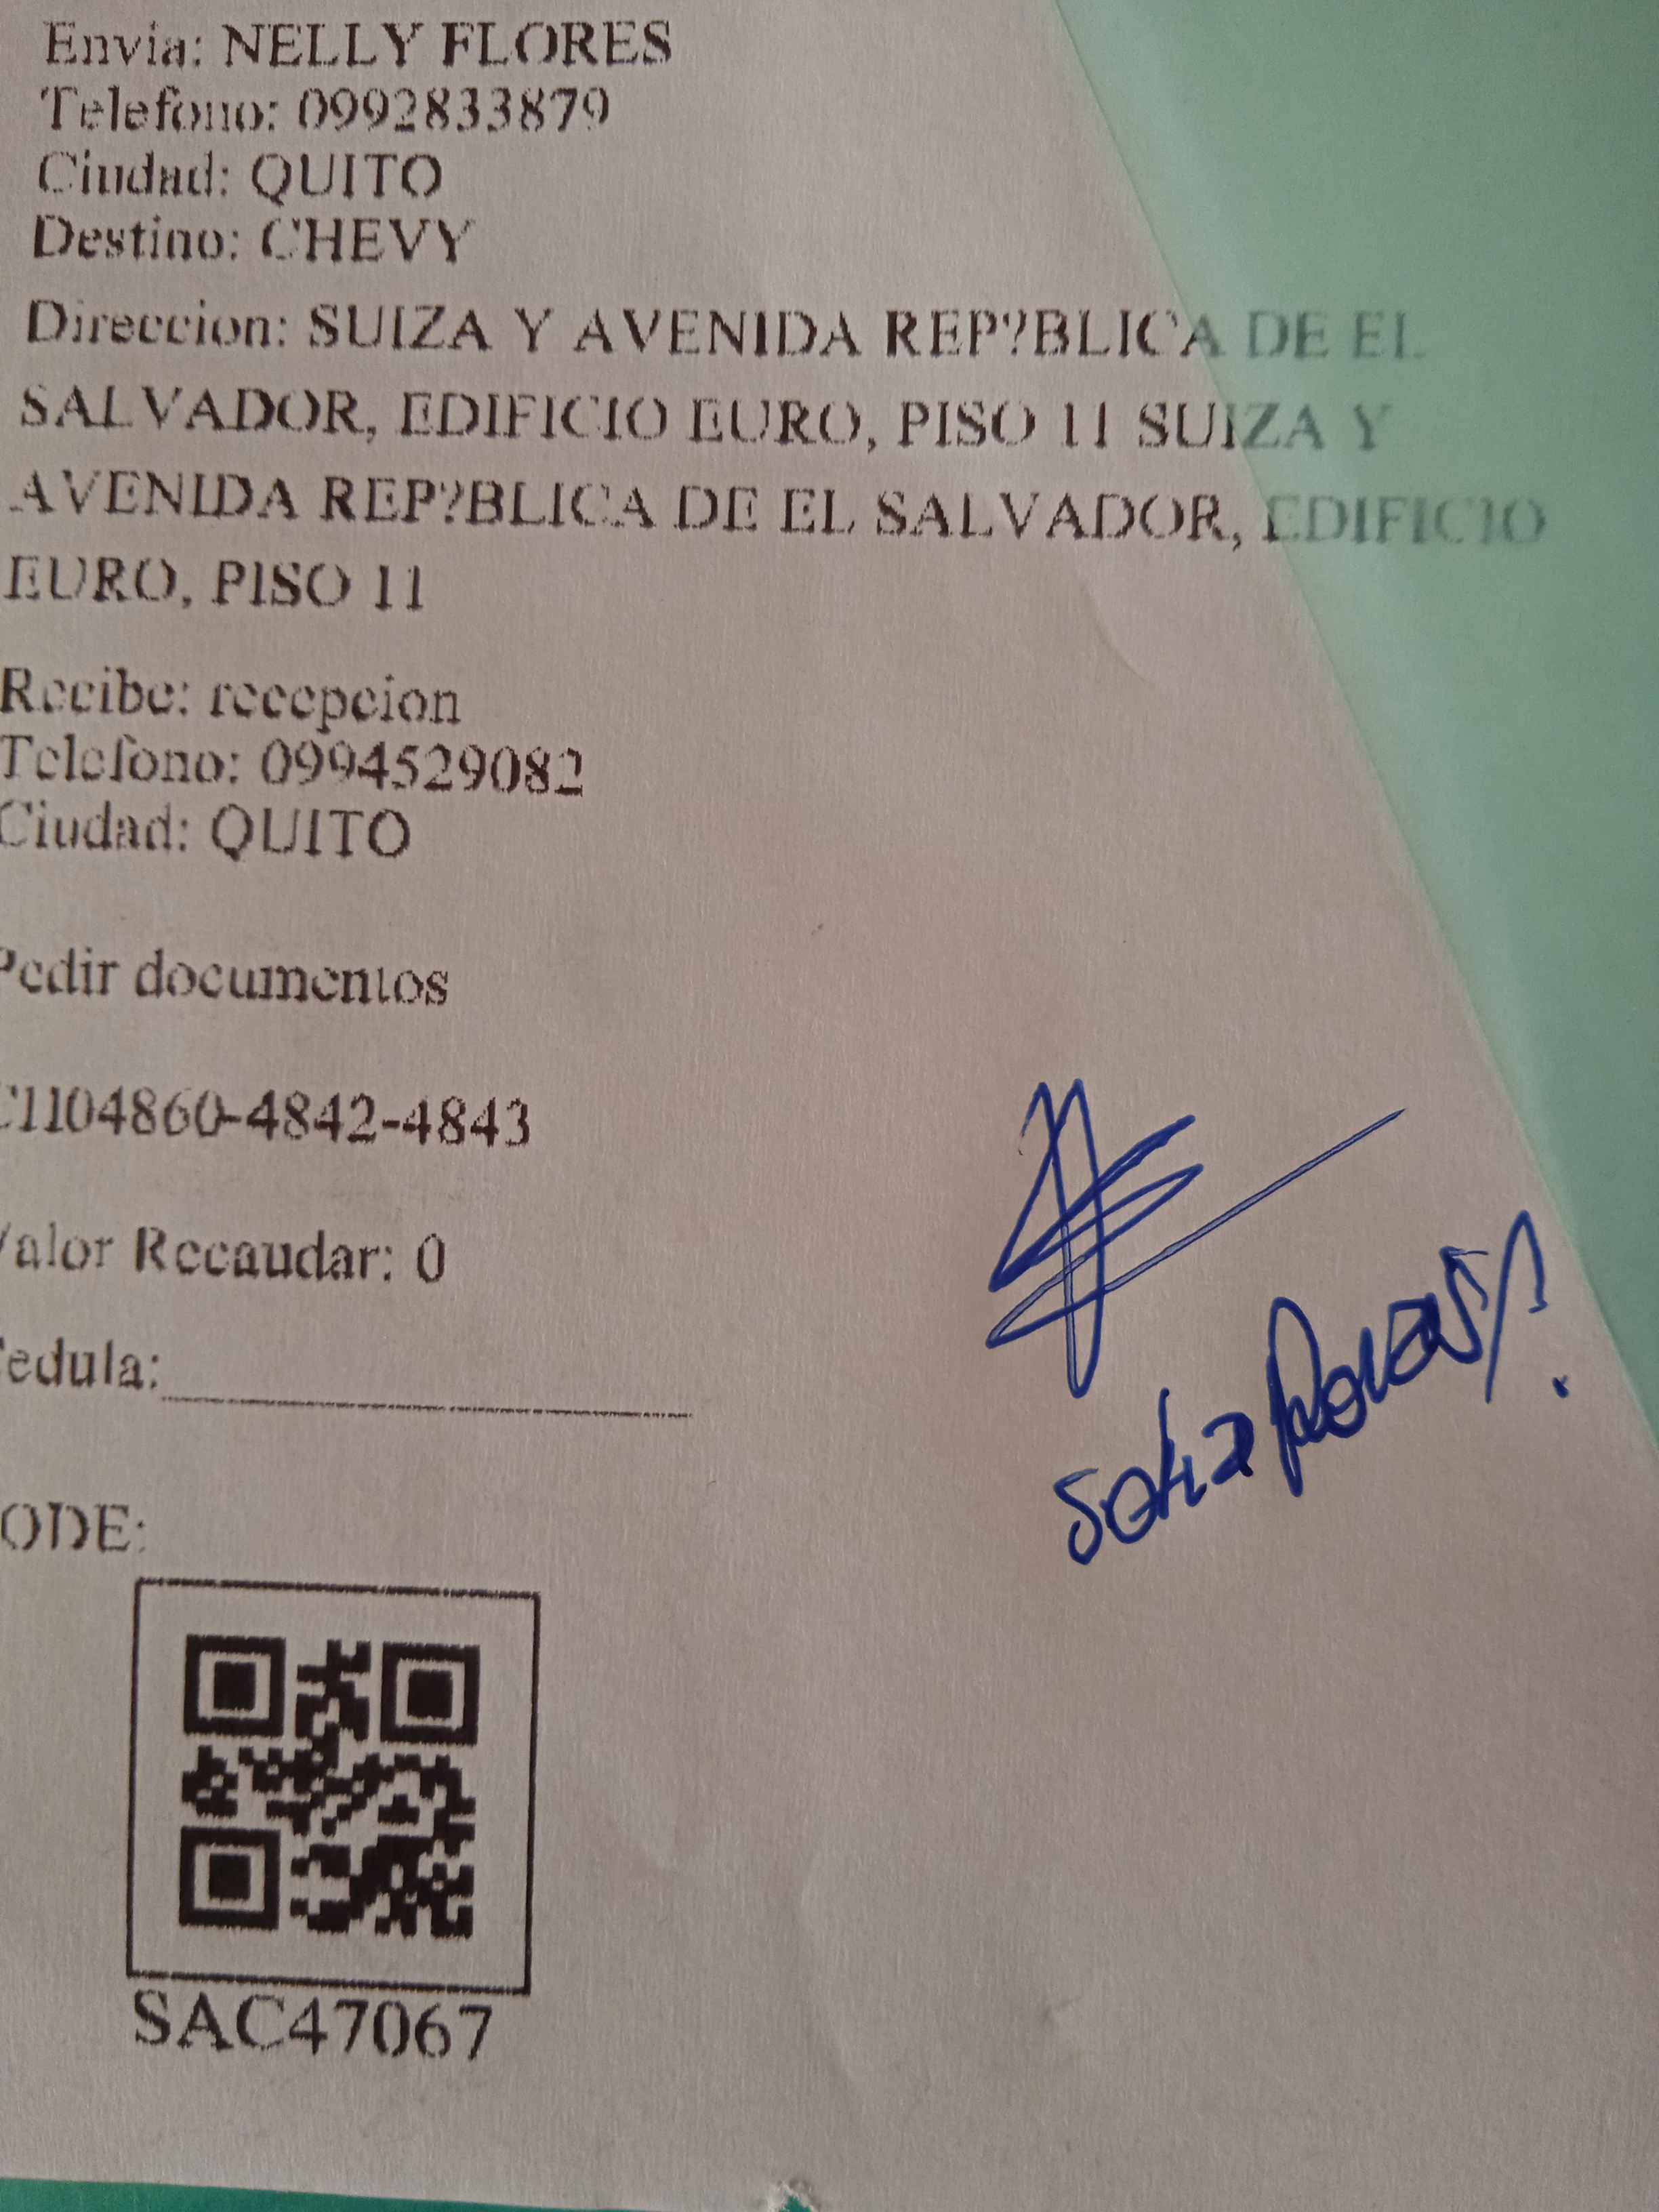 Envia: NELLY FLORES
Telefono: 0992833879
Ciudad: QUITO
Destino: CHEVY
Direccion: SUIZA Y AVENIDA REP?BLICA DE EL
SALVADOR, EDIFICIO EURO, PISO 11 SUIZA Y
AVENIDA REP?BLICA DE EL SALVADOR, EDIFICIO
EURO, PISO 11
Recibe: recepcion
Telefono: 0994529082
Ciudad: QUITO
Pedir documentos
C1104860-4842-4843
Valor Recaudar: 0
Cedula:
ODE:
SAC47067